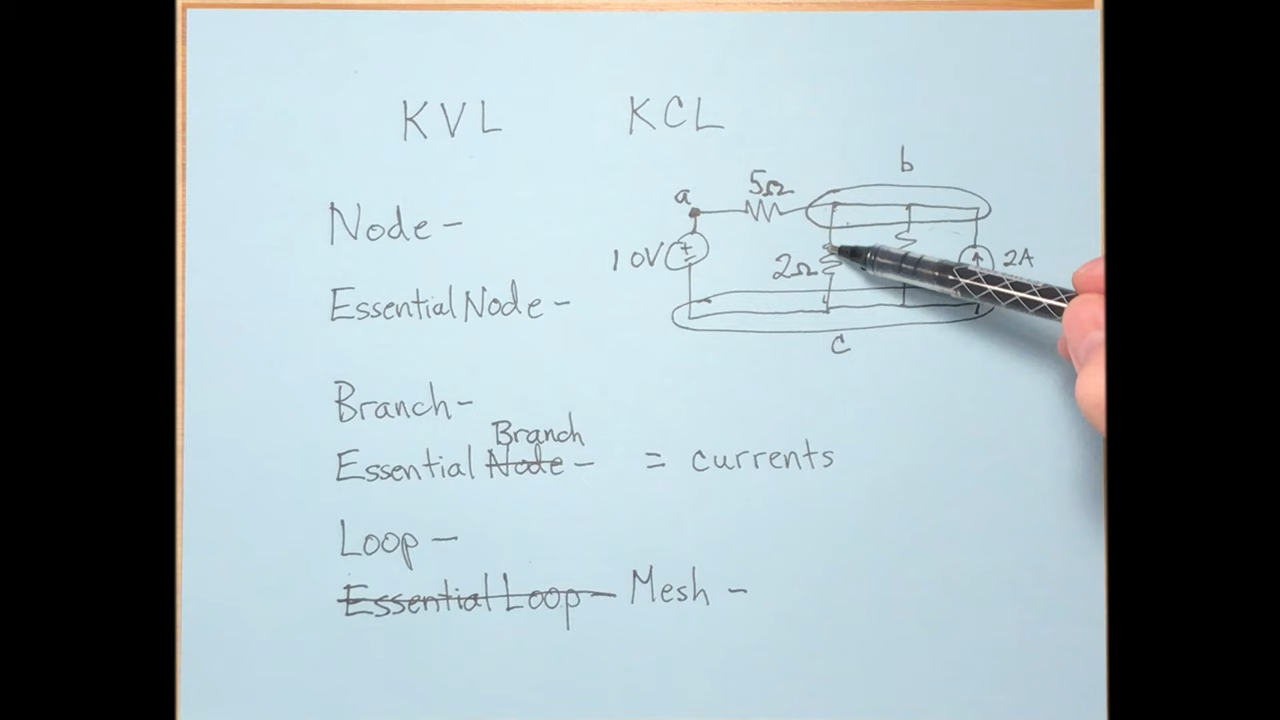 KVL KCL
b
a 5Ω
Node -
10V + 2Ω 2A
Essential Node -
c
Branch -
Branch
Essential Node - = currents
Loop -
Essential Loop - Mesh -